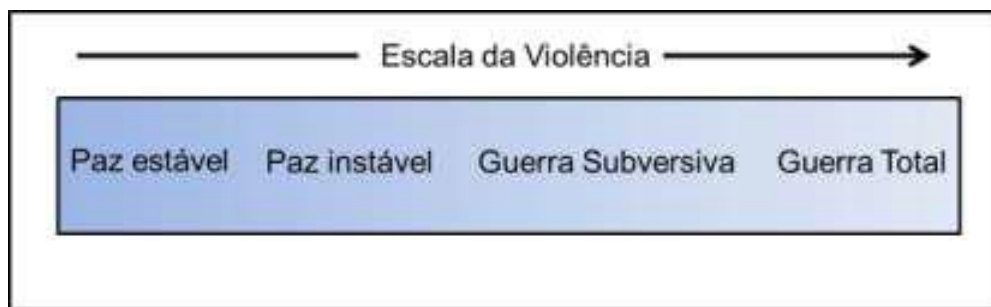 Escala da Violência
Paz estável Paz instável Guerra Subversiva Guerra Total